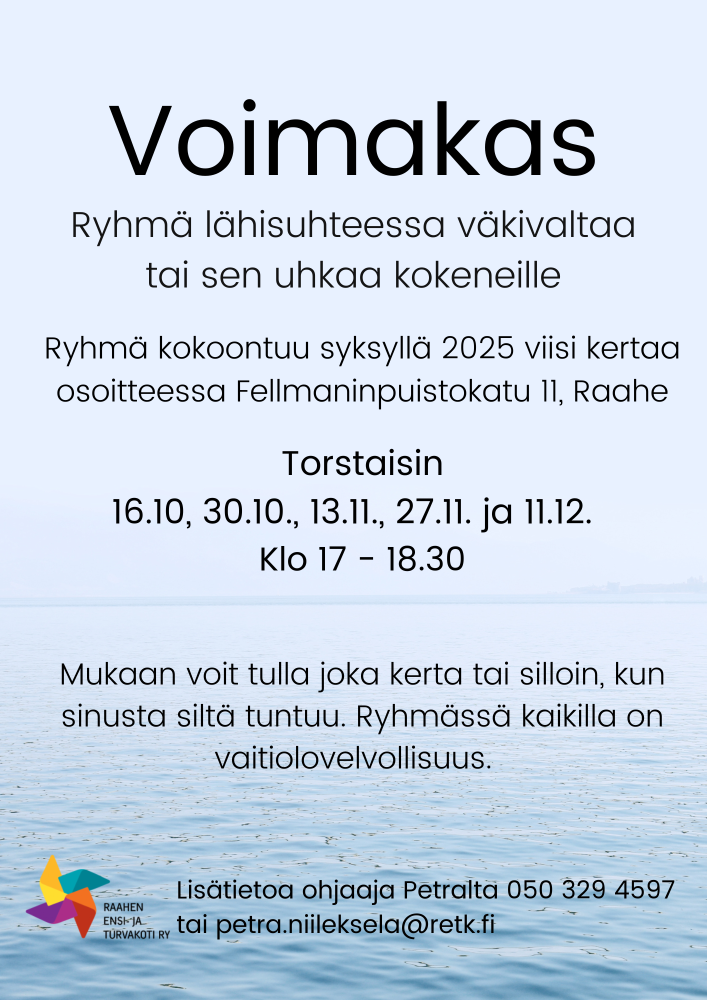 Voimakas
Ryhmä lähisuhteessa väkivaltaa
tai sen uhkaa kokeneille
Ryhmä kokoontuu syksyllä 2025 viisi kertaa
osoitteessa Fellmaninpuistokatu 11, Raahe
Torstaisin
16.10, 30.10., 13.11., 27.11. ja 11.12.
Klo 17 - 18.30
Mukaan voit tulla joka kerta tai silloin, kun
sinusta siltä tuntuu. Ryhmässä kaikilla on
vaitiolovelvollisuus.
RAAHEN
ENSI- JA
TURVAKOTI RY
Lisätietoa ohjaaja Petralta 050 329 4597
tai petra.niileksela@retk.fi